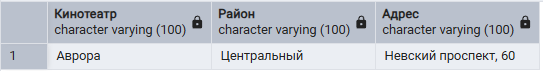 Кинотеатр Район Адрес
character varying (100) character varying (100) character varying (100)
1 Аврора Центральный Невский проспект, 60